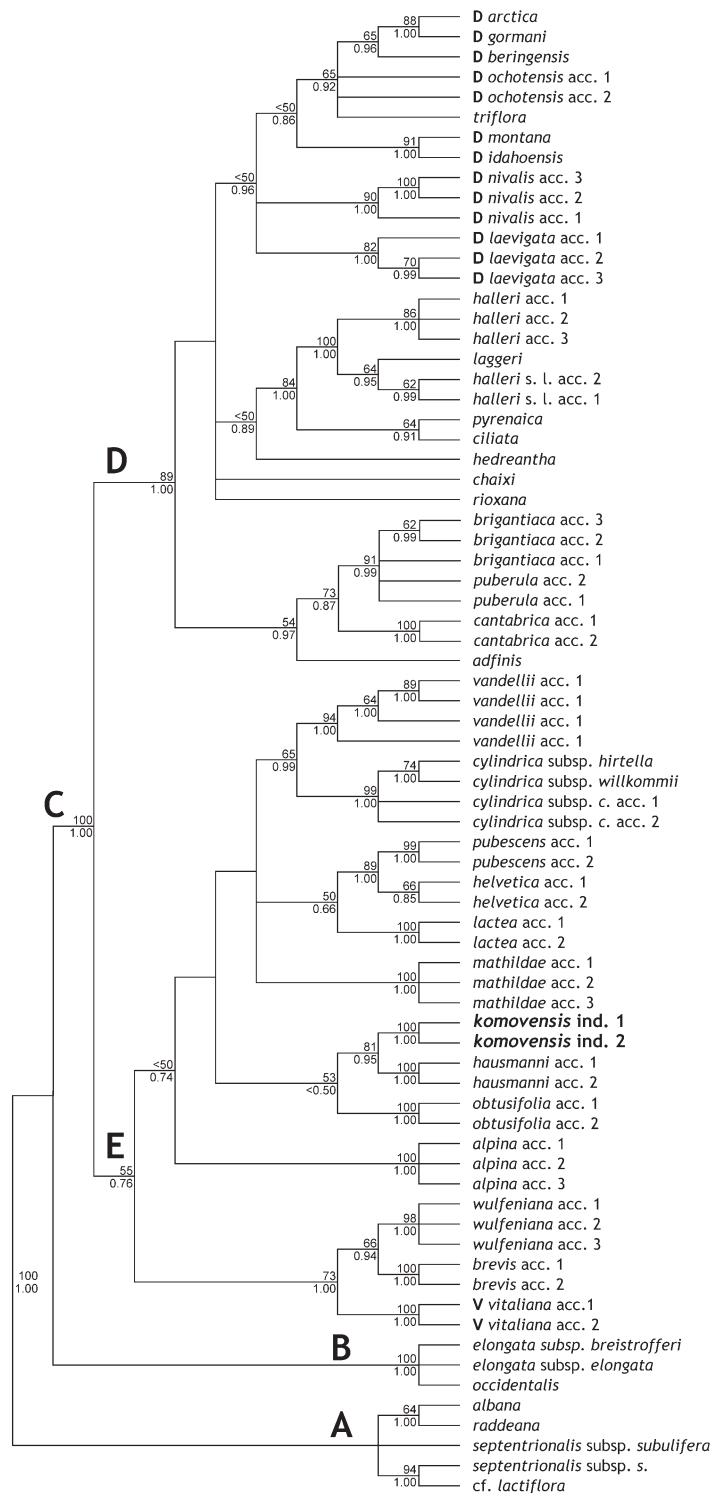 88
1.00
D arctica
D gormani
65
0.96
D beringensis
65
0.92
D ochotensis acc. 1
D ochotensis acc. 2
triflora
<50
0.86
91
1.00
D montana
D idahoensis
<50
0.96
100
1.00
D nivalis acc. 3
D nivalis acc. 2
90
1.00
D nivalis acc. 1
82
1.00
D laevigata acc. 1
70
0.99
D laevigata acc. 2
D laevigata acc. 3
86
1.00
halleri acc. 1
halleri acc. 2
halleri acc. 3
100
1.00
64
0.95
laggeri
62
0.99
halleri s. l. acc. 2
halleri s. l. acc. 1
84
1.00
64
0.91
pyrenaica
ciliata
<50
0.89
hedreantha
chaixi
rioxana
D
89
1.00
62
0.99
brigantiaca acc. 3
brigantiaca acc. 2
91
0.99
brigantiaca acc. 1
puberula acc. 2
puberula acc. 1
73
0.87
100
1.00
cantabrica acc. 1
cantabrica acc. 2
54
0.97
adfinis
89
1.00
vandellii acc. 1
vandellii acc. 1
64
1.00
vandellii acc. 1
94
1.00
vandellii acc. 1
65
0.99
74
1.00
cylindrica subsp. hirtella
cylindrica subsp. willkommii
99
1.00
cylindrica subsp. c. acc. 1
cylindrica subsp. c. acc. 2
C
100
1.00
99
1.00
pubescens acc. 1
pubescens acc. 2
89
1.00
66
0.85
helvetica acc. 1
helvetica acc. 2
50
0.66
100
1.00
lactea acc. 1
lactea acc. 2
100
1.00
mathildae acc. 1
mathildae acc. 2
mathildae acc. 3
100
1.00
komovensis ind. 1
komovensis ind. 2
81
0.95
100
1.00
hausmanni acc. 1
hausmanni acc. 2
53
<0.50
100
1.00
obtusifolia acc. 1
obtusifolia acc. 2
<50
0.74
100
1.00
alpina acc. 1
alpina acc. 2
alpina acc. 3
E
55
0.76
98
1.00
wulfeniana acc. 1
wulfeniana acc. 2
wulfeniana acc. 3
66
0.94
100
1.00
brevis acc. 1
brevis acc. 2
73
1.00
100
1.00
V vitaliana acc.1
V vitaliana acc. 2
100
1.00
B
100
1.00
elongata subsp. breistrofferi
elongata subsp. elongata
occidentalis
A
64
1.00
albana
raddeana
septentrionalis subsp. subulifera
94
1.00
septentrionalis subsp. s.
cf. lactiflora